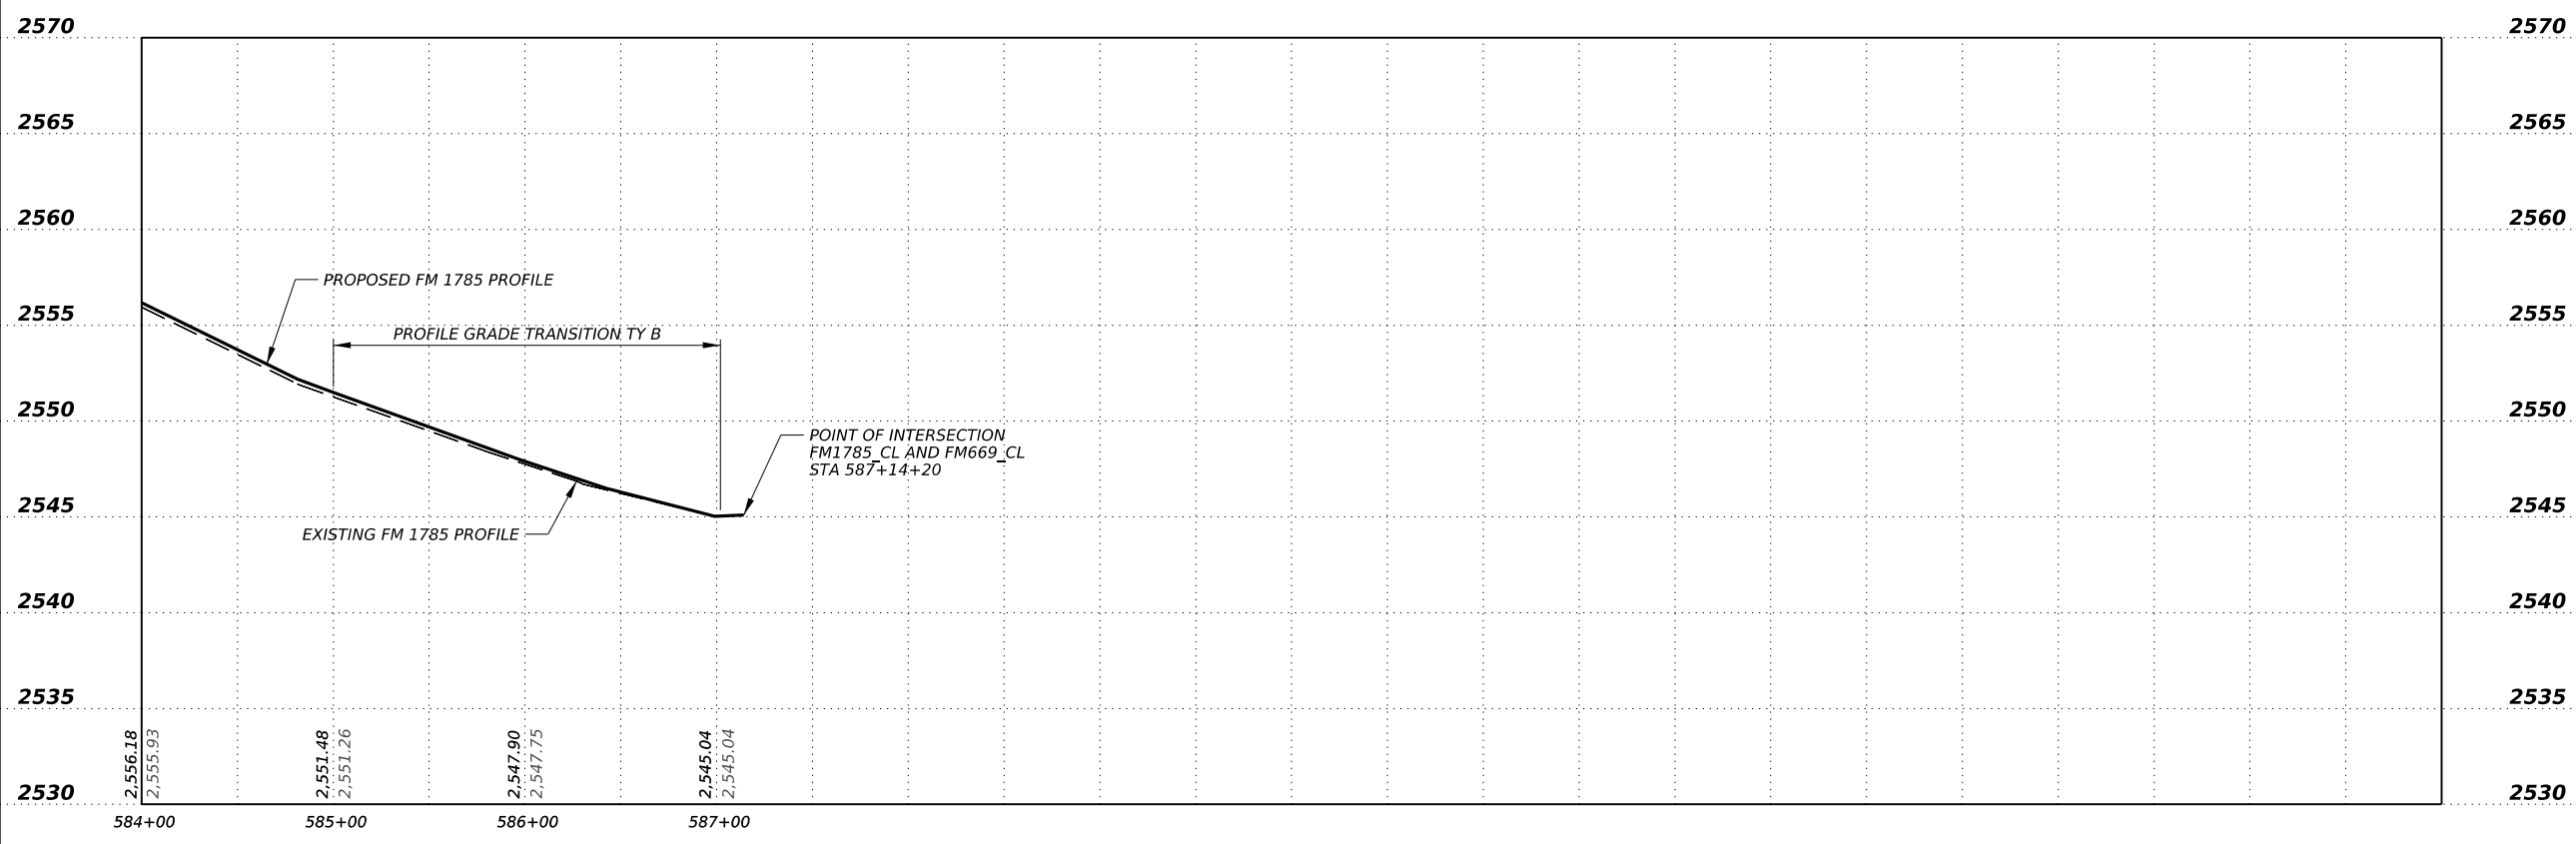 2570 2570
2565 2565
2560 2560
PROPOSED FM 1785 PROFILE
2555 2555
PROFILE GRADE TRANSITION TY B
2550 2550
POINT OF INTERSECTION
FM1785_CL AND FM669_CL
STA 587+14+20
2545 2545
EXISTING FM 1785 PROFILE
2540 2540
2535 2535
2,556.18
2,555.93
2,551.48
2,551.26
2,547.90
2,547.75
2,545.04
2,545.04
2530 2530
584+00 585+00 586+00 587+00